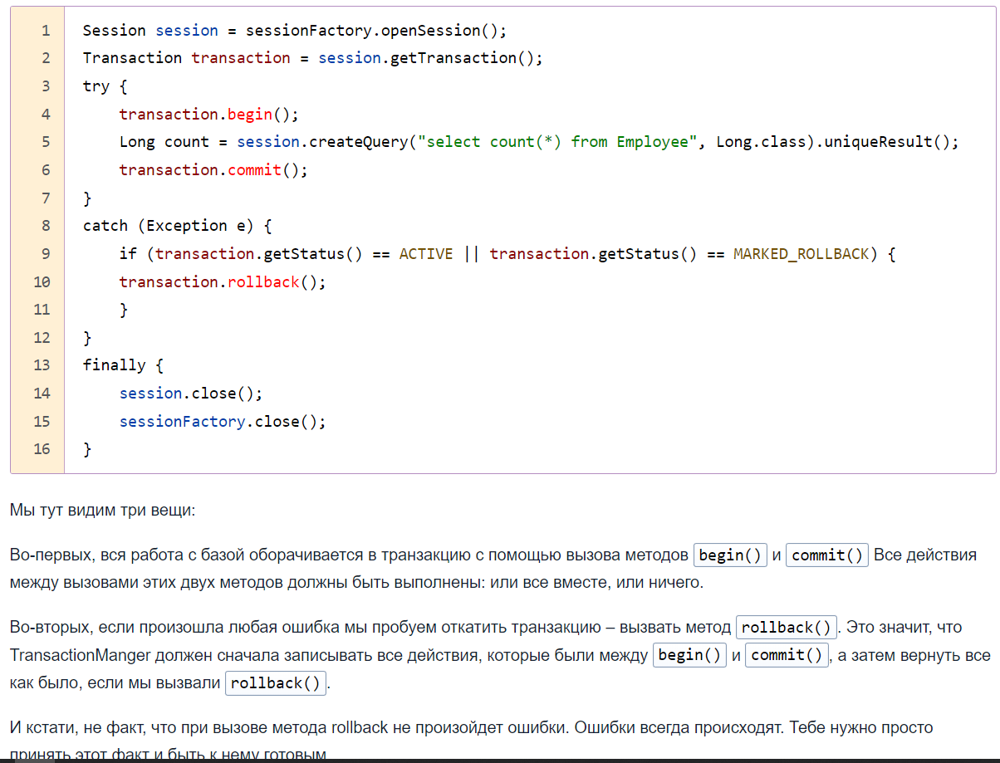 1 Session session = sessionFactory.openSession();
2 Transaction transaction = session.getTransaction();
3 try {
4 transaction.begin();
5 Long count = session.createQuery("select count(*) from Employee", Long.class).uniqueResult();
6 transaction.commit();
7 }
8 catch (Exception e) {
9 if (transaction.getStatus() == ACTIVE || transaction.getStatus() == MARKED_ROLLBACK) {
10 transaction.rollback();
11 }
12 }
13 finally {
14 session.close();
15 sessionFactory.close();
16 }
Мы тут видим три вещи:
Во-первых, вся работа с базой оборачивается в транзакцию с помощью вызова методов begin() и commit() Все действия
между вызовами этих двух методов должны быть выполнены: или все вместе, или ничего.
Во-вторых, если произошла любая ошибка мы пробуем откатить транзакцию – вызвать метод rollback(). Это значит, что
TransactionManger должен сначала записывать все действия, которые были между begin() и commit(), а затем вернуть все
как было, если мы вызвали rollback().
И кстати, не факт, что при вызове метода rollback не произойдет ошибки. Ошибки всегда происходят. Тебе нужно просто
принять этот факт и быть к нему готовым